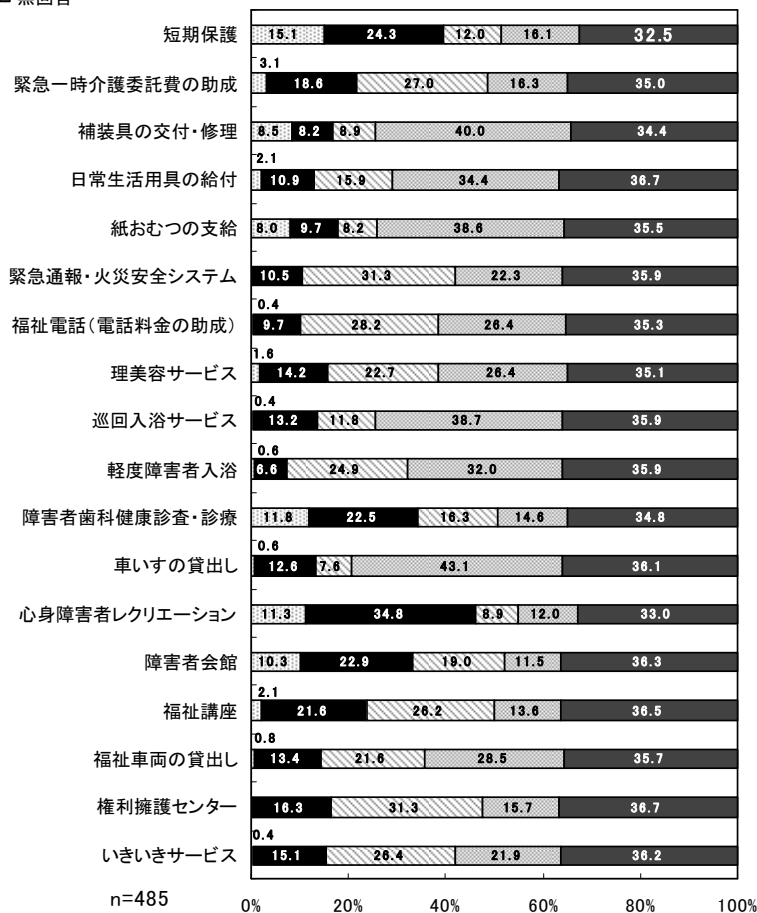 短期保護 15.1 24.3 12.0 16.1 32.5
3.1
緊急一時介護委託費の助成 18.6 27.0 16.3 35.0
補装具の交付・修理 8.5 8.2 8.9 40.0 34.4
2.1
日常生活用具の給付 10.9 15.9 34.4 36.7
紙おむつの支給 8.0 9.7 8.2 38.6 35.5
緊急通報・火災安全システム 10.5 31.3 22.3 35.9
0.4
福祉電話（電話料金の助成） 9.7 28.2 26.4 35.3
1.6
理美容サービス 14.2 22.7 26.4 35.1
0.4
巡回入浴サービス 13.2 11.8 38.7 35.9
0.6
軽度障害者入浴 6.6 24.9 32.0 35.9
障害者歯科健康診査・診療 11.8 22.5 16.3 14.6 34.8
0.6
車いすの貸出し 12.6 7.6 43.1 36.1
心身障害者レクリエーション 11.3 34.8 8.9 12.0 33.0
障害者会館 10.3 22.9 19.0 11.5 36.3
2.1
福祉講座 21.6 26.2 13.6 36.5
0.8
福祉車両の貸出し 13.4 21.6 28.5 35.7
権利擁護センター 16.3 31.3 15.7 36.7
0.4
いきいきサービス 15.1 26.4 21.9 36.2
n=485 0% 20% 40% 60% 80% 100%